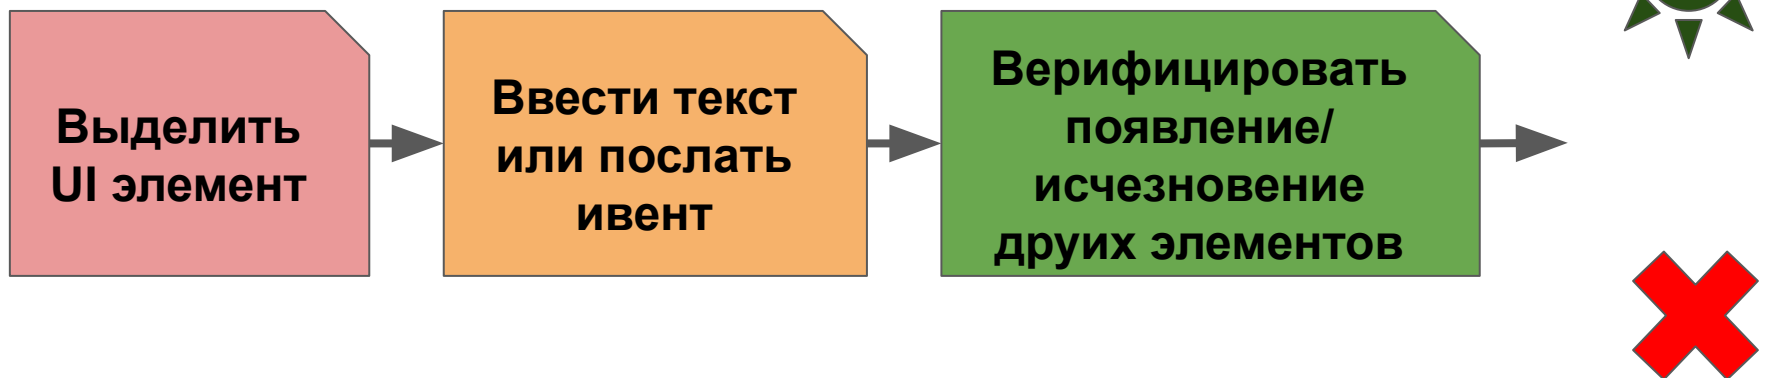 Выделить
UI элемент
Ввести текст
или послать
ивент
Верифицировать
появление/
исчезновение
друих элементов